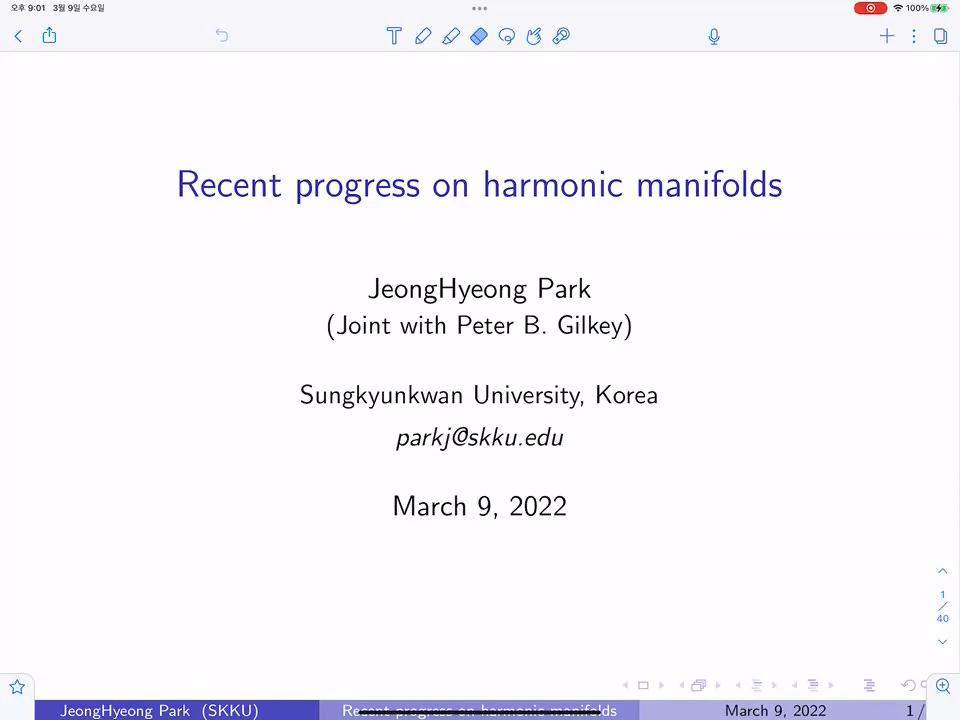 오후 9:01 3월 9일 수요일
100%
Recent progress on harmonic manifolds
JeongHyeong Park
(Joint with Peter B. Gilkey)
Sungkyunkwan University, Korea
parkj@skku.edu
March 9, 2022
1
/
40
JeongHyeong Park (SKKU) Recent progress on harmonic manifolds March 9, 2022 1 /